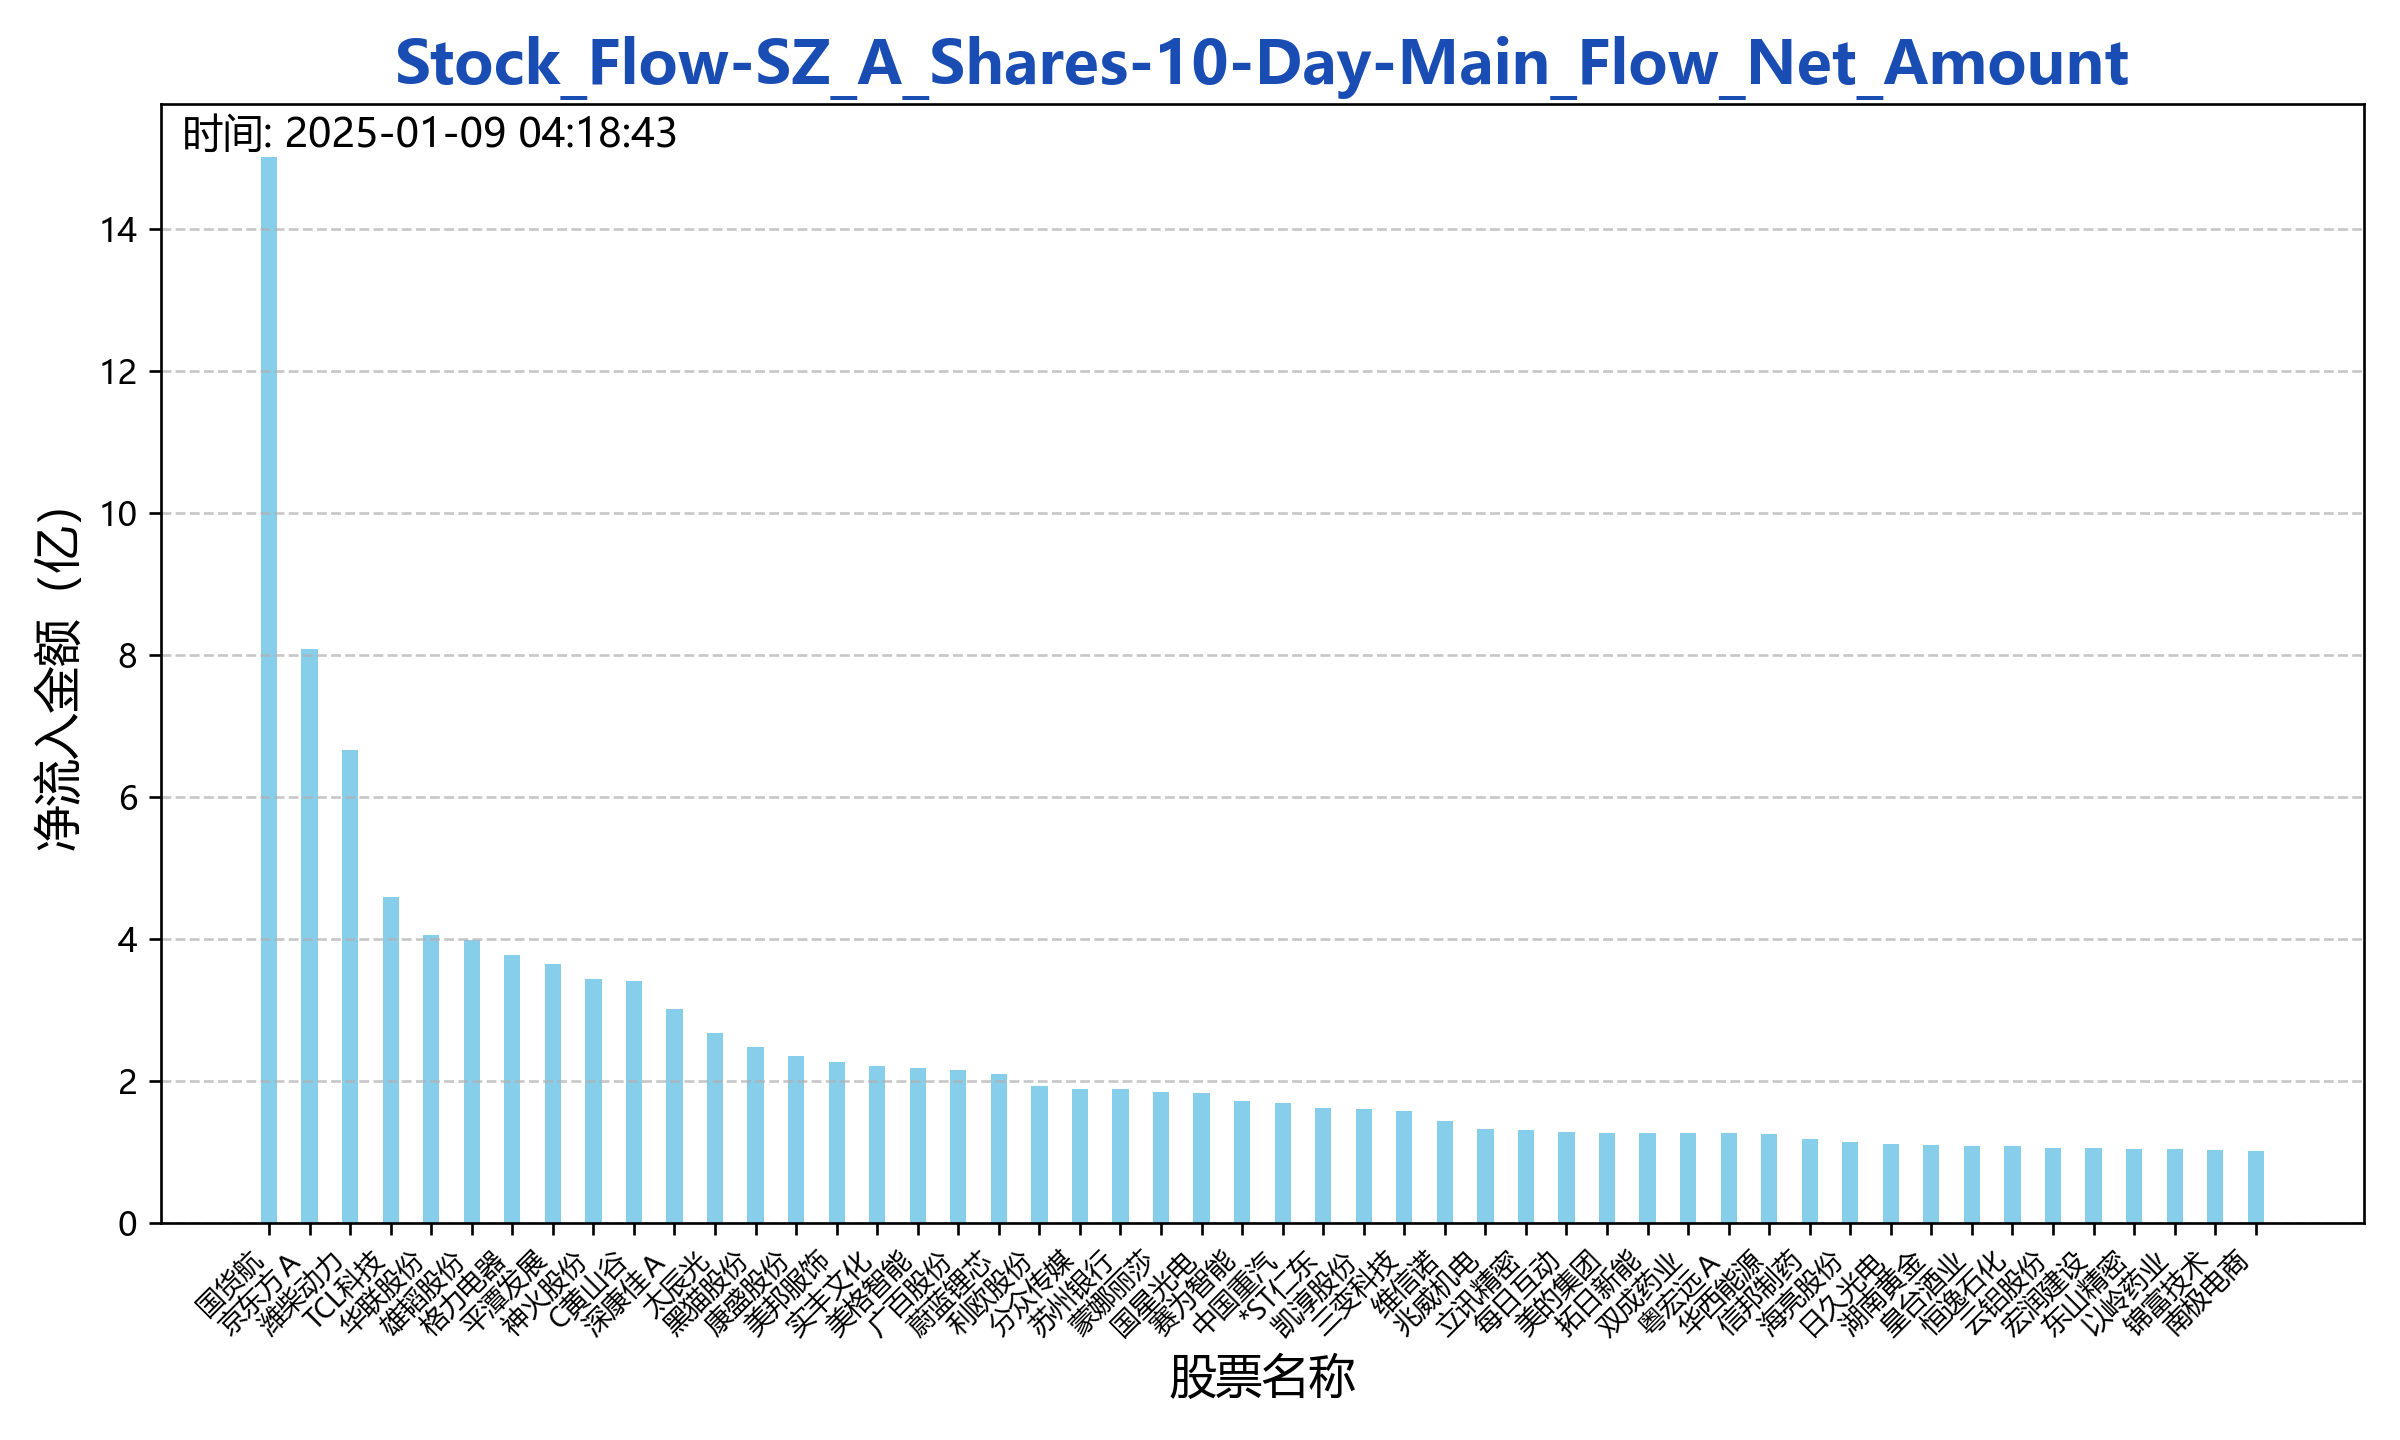 Stock_Flow-SZ_A_Shares-10-Day-Main_Flow_Net_Amount
时间: 2025-01-09 04:18:43
净流入金额 (亿)
14
12
10
8
6
4
2
0
国货航
京东方Ａ
潍柴动力
TCL科技
华联股份
雄韬股份
格力电器
平潭发展
神火股份
C黄山谷
深康佳Ａ
太辰光
黑猫股份
康盛股份
美邦服饰
实丰文化
美格智能
广百股份
蔚蓝锂芯
利欧股份
分众传媒
苏州银行
蒙娜丽莎
国星光电
赛为智能
中国重汽
*ST仁东
凯淳股份
三变科技
维信诺
兆威机电
立讯精密
每日互动
美的集团
拓日新能
双成药业
粤宏远Ａ
华西能源
信邦制药
海亮股份
日久光电
湖南黄金
皇台酒业
恒逸石化
云铝股份
宏润建设
东山精密
以岭药业
锦富技术
南极电商
股票名称